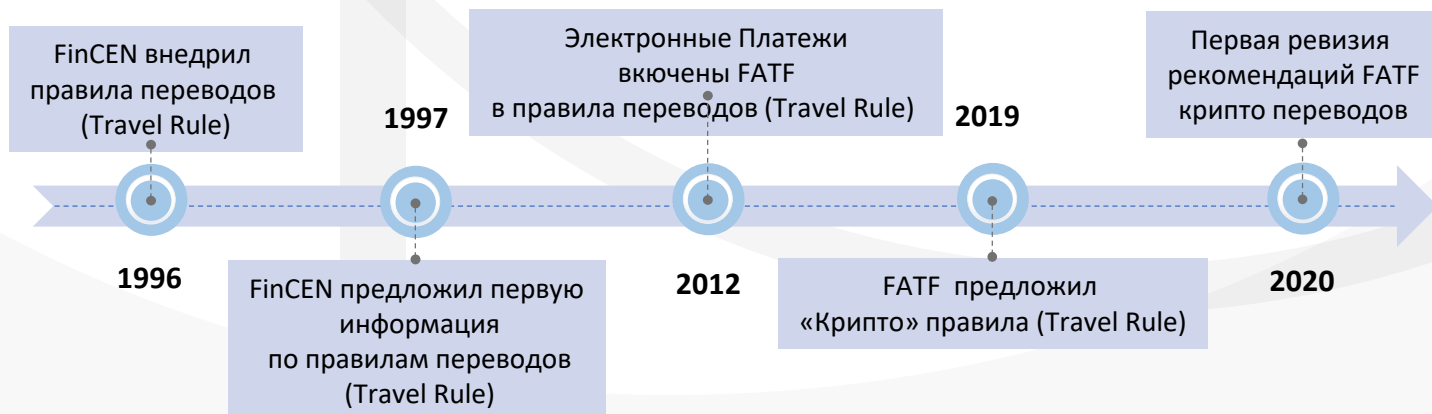 FinCEN внедрил
правила переводов
(Travel Rule)
1996
1997
FinCEN предложил первую
информация
по правилам переводов
(Travel Rule)
Электронные Платежи
вкючены FATF
в правила переводов (Travel Rule)
2012
2019
FATF предложил
«Крипто» правила (Travel Rule)
Первая ревизия
рекомендаций FATF
крипто переводов
2020